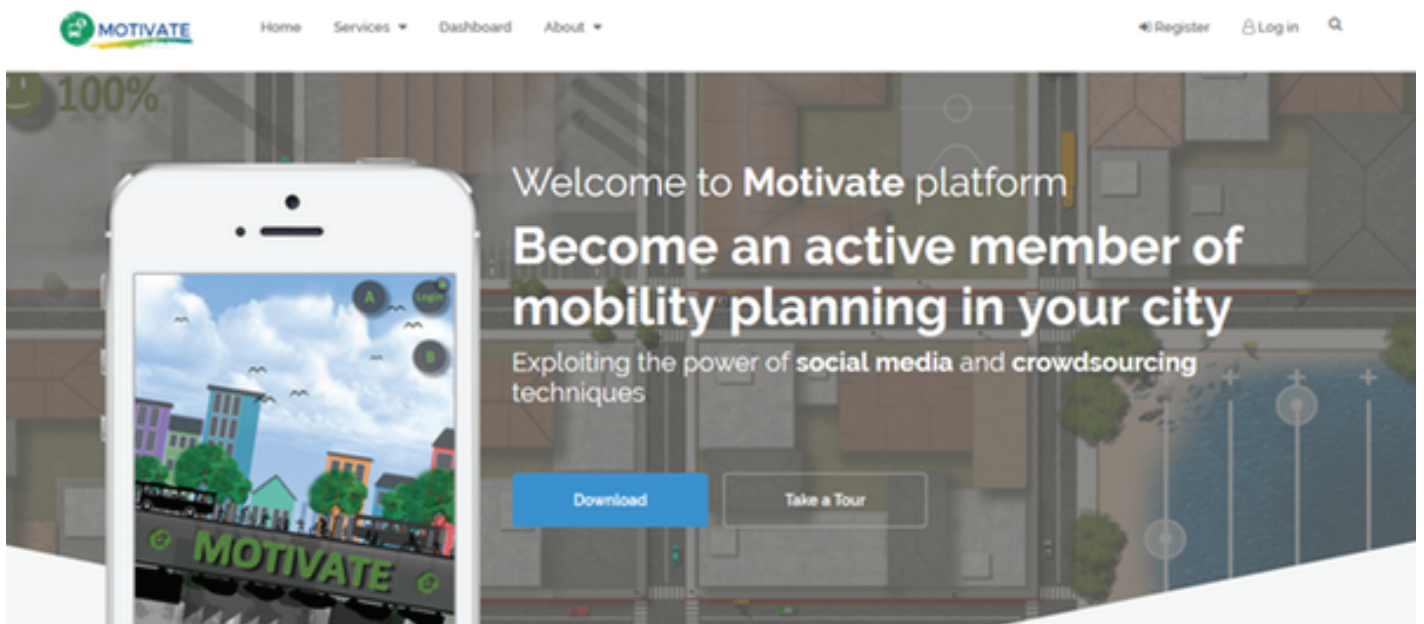 MOTIVATE
Home Services Dashboard About
Register Log in
100%
Welcome to Motivate platform
Become an active member of
mobility planning in your city
Exploiting the power of social media and crowdsourcing
techniques
Download Take a Tour
A Login
B
MOTIVATE